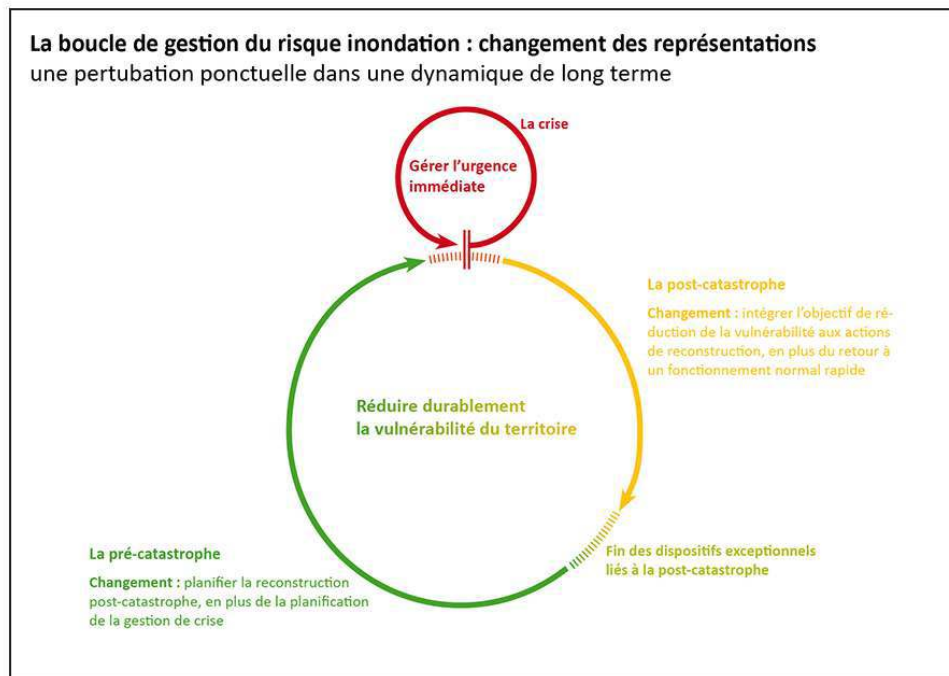 La boucle de gestion du risque inondation : changement des représentations
une pertubation ponctuelle dans une dynamique de long terme
La crise
Gérer l'urgence
immédiate
La post-catastrophe
Changement : intégrer l'objectif de ré-
duction de la vulnérabilité aux actions
de reconstruction, en plus du retour à
un fonctionnement normal rapide
Réduire durablement
la vulnérabilité du territoire
Fin des dispositifs exceptionnels
liés à la post-catastrophe
La pré-catastrophe
Changement : planifier la reconstruction
post-catastrophe, en plus de la planification
de la gestion de crise